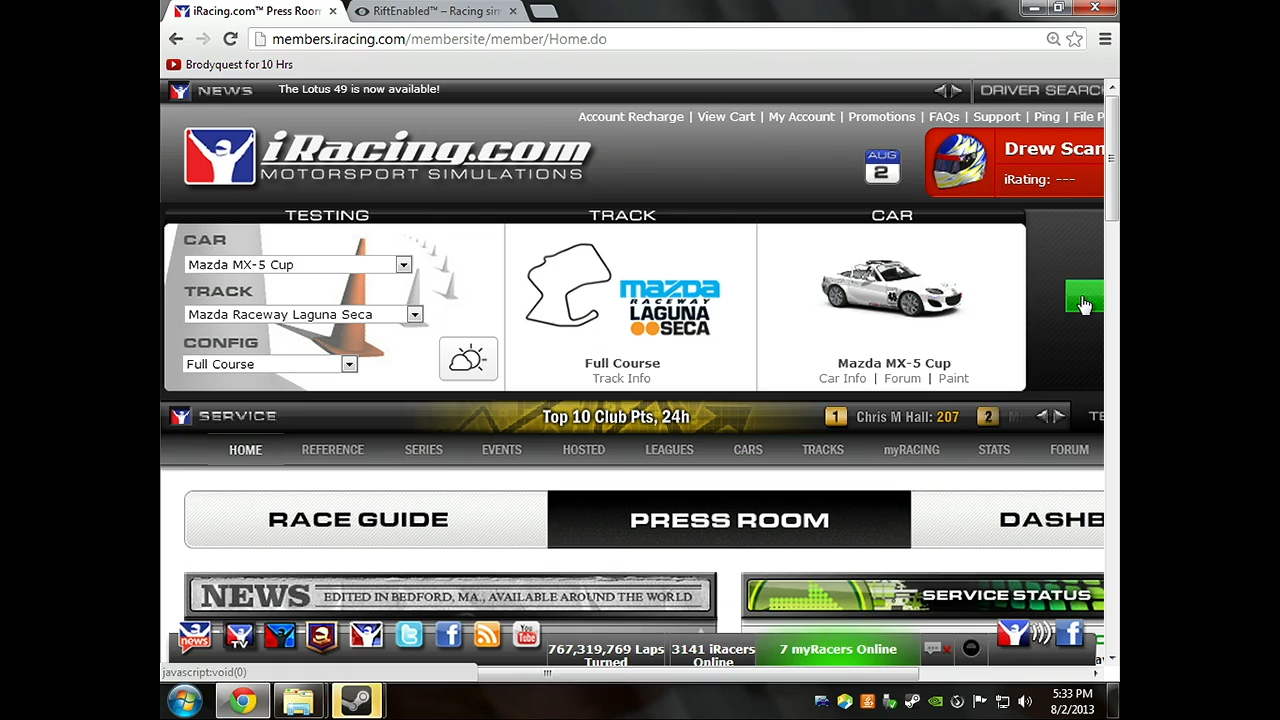 iRacing.com™ Press Room
RiftEnabled™ – Racing sim
members.iracing.com/membersite/member/Home.do
Brodyquest for 10 Hrs
NEWS
The Lotus 49 is now available!
DRIVER SEARC
Account Recharge | View Cart | My Account | Promotions | FAQs | Support | Ping | File P
iRacing.com
MOTORSPORT SIMULATIONS
AUG
2
Drew Scan
iRating: ---
TESTING
TRACK
CAR
CAR
Mazda MX-5 Cup
TRACK
Mazda Raceway Laguna Seca
CONFIG
Full Course
mazda
RACEWAY
LAGUNA
SECA
45
Full Course
Track Info
Mazda MX-5 Cup
Car Info | Forum | Paint
SERVICE
Top 10 Club Pts, 24h
1 Chris M Hall: 207
2
TE
HOME REFERENCE SERIES EVENTS HOSTED LEAGUES CARS TRACKS myRACING STATS FORUM
RACE GUIDE
PRESS ROOM
DASHB
NEWS EDITED IN BEDFORD, MA., AVAILABLE AROUND THE WORLD
SERVICE STATUS
news
TV
You
Tube
767,319,769 Laps
Turned
3141 iRacers
Online
7 myRacers Online
javascript:void(0)
5:33 PM
8/2/2013